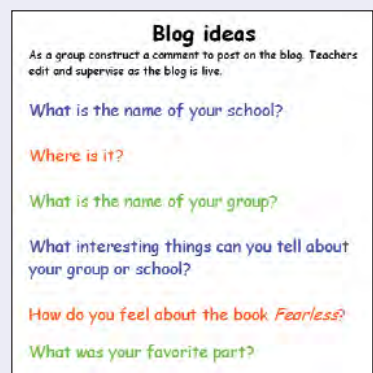 Blog ideas
As a group construct a comment to post on the blog. Teachers
edit and supervise as the blog is live.
What is the name of your school?
Where is it?
What is the name of your group?
What interesting things can you tell about
your group or school?
How do you feel about the book Fearless?
What was your favorite part?